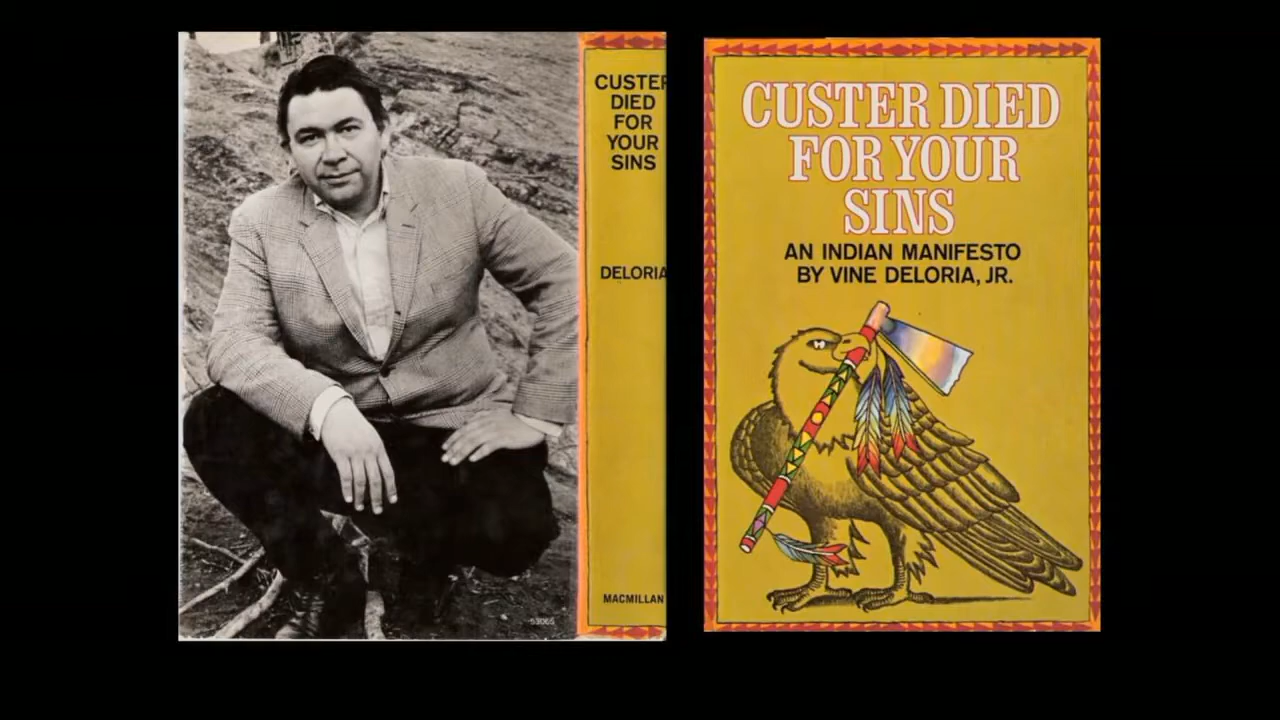 CUSTER
DIED
FOR
YOUR
SINS
DELORIA
MACMILLAN
53065
CUSTER DIED
FOR YOUR
SINS
AN INDIAN MANIFESTO
BY VINE DELORIA, JR.